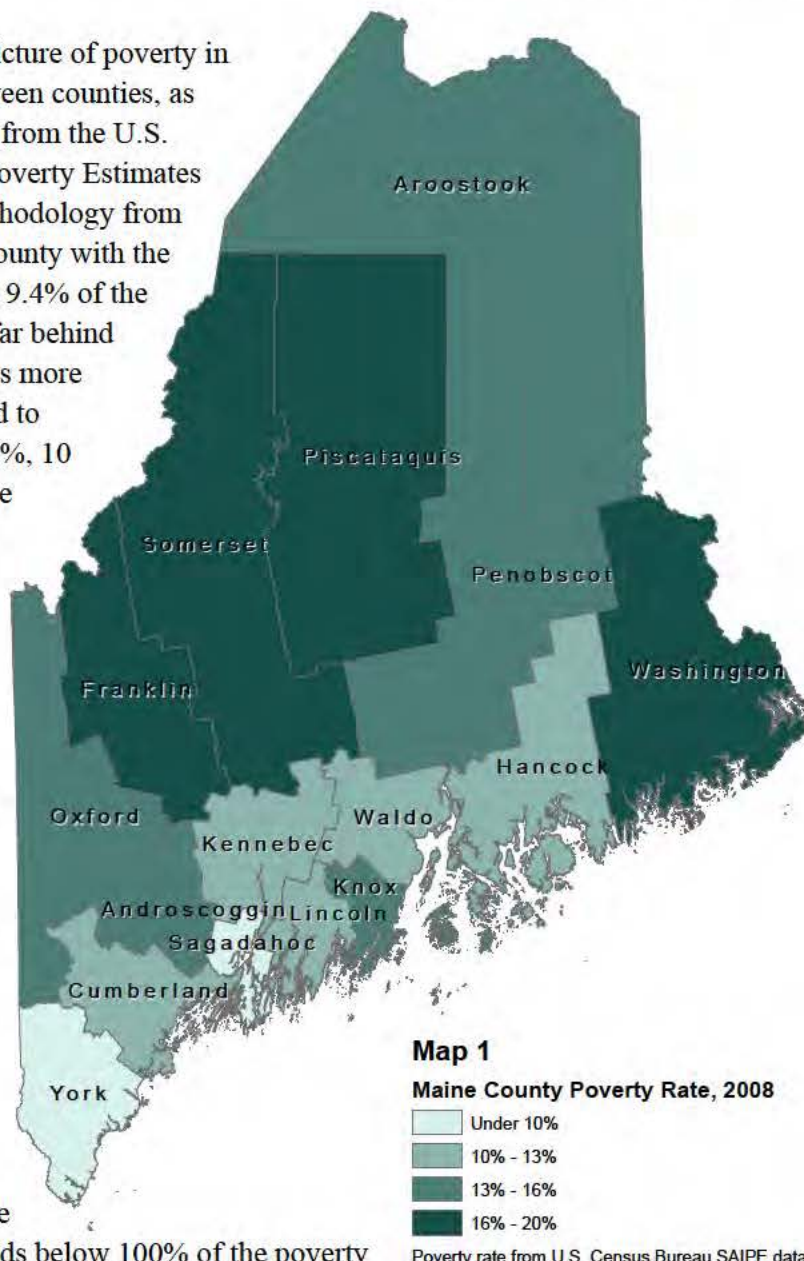 cture of poverty in
veen counties, as
from the U.S.
overty Estimates
hodology from
ounty with the
9.4% of the
far behind
s more
d to
%, 10
e
Aroostook
Piscataquis
Somerset
Penobscot
Washington
Franklin
Hancock
Oxford
Waldo
Kennebec
Knox
Androscoggin
Lincoln
Sagadahoc
Cumberland
York
Map 1
Maine County Poverty Rate, 2008
Under 10%
10% - 13%
13% - 16%
16% - 20%
e
ds below 100% of the poverty
Poverty rate from U.S. Census Bureau SAIPE data